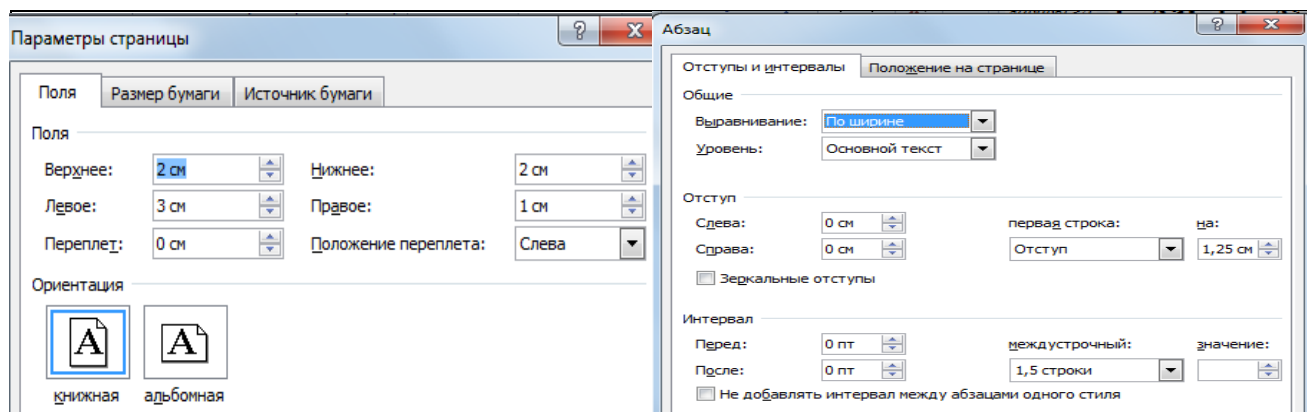 Параметры страницы
Поля Размер бумаги Источник бумаги
Поля
Верхнее: 2 см Нижнее: 2 см
Левое: 3 см Правое: 1 см
Переплет: 0 см Положение переплета: Слева
Ориентация
A A
книжная альбомная
Абзац
Отступы и интервалы Положение на странице
Общие
Выравнивание: По ширине
Уровень: Основной текст
Отступ
Слева: 0 см первая строка: на:
Справа: 0 см Отступ 1,25 см
Зеркальные отступы
Интервал
Перед: 0 пт междустрочный: значение:
После: 0 пт 1,5 строки
Не добавлять интервал между абзацами одного стиля